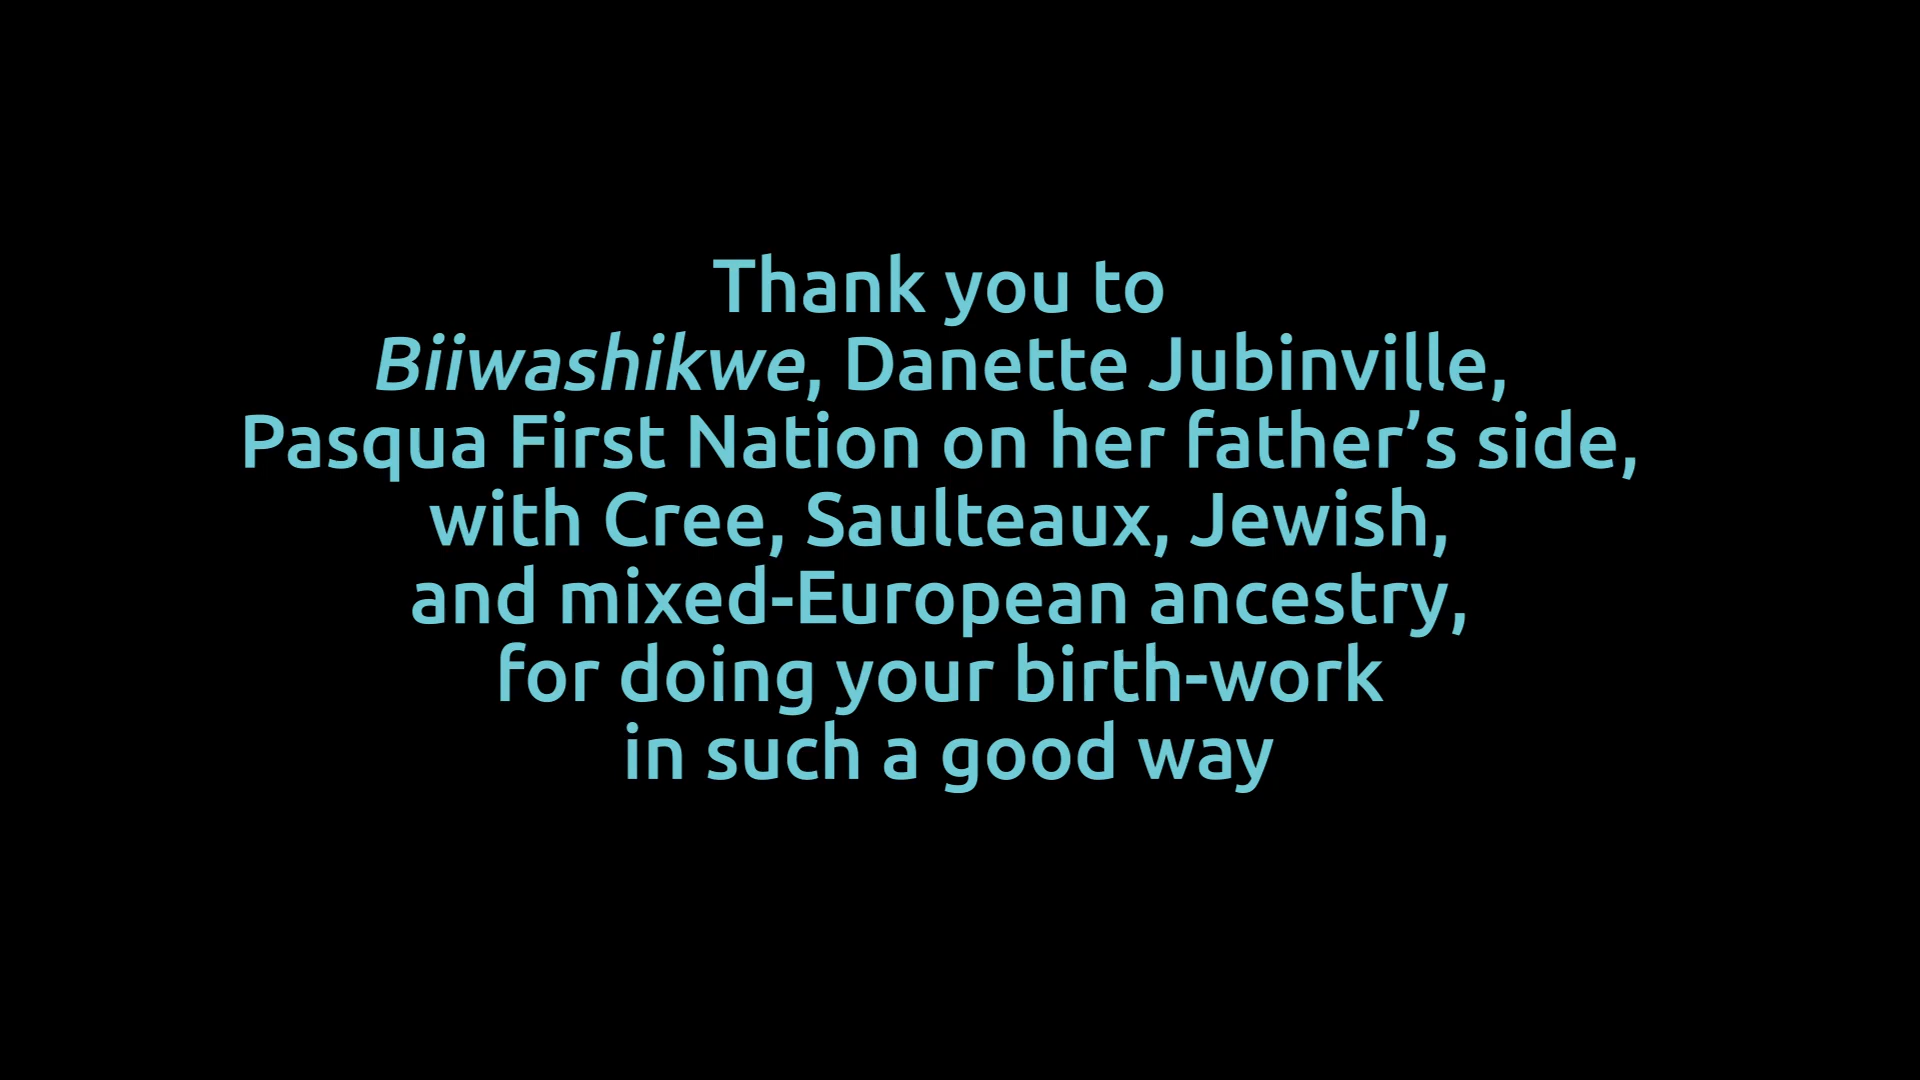 Thank you to
Biiwashikwe, Danette Jubinville,
Pasqua First Nation on her father’s side,
with Cree, Saulteaux, Jewish,
and mixed-European ancestry,
for doing your birth-work
in such a good way